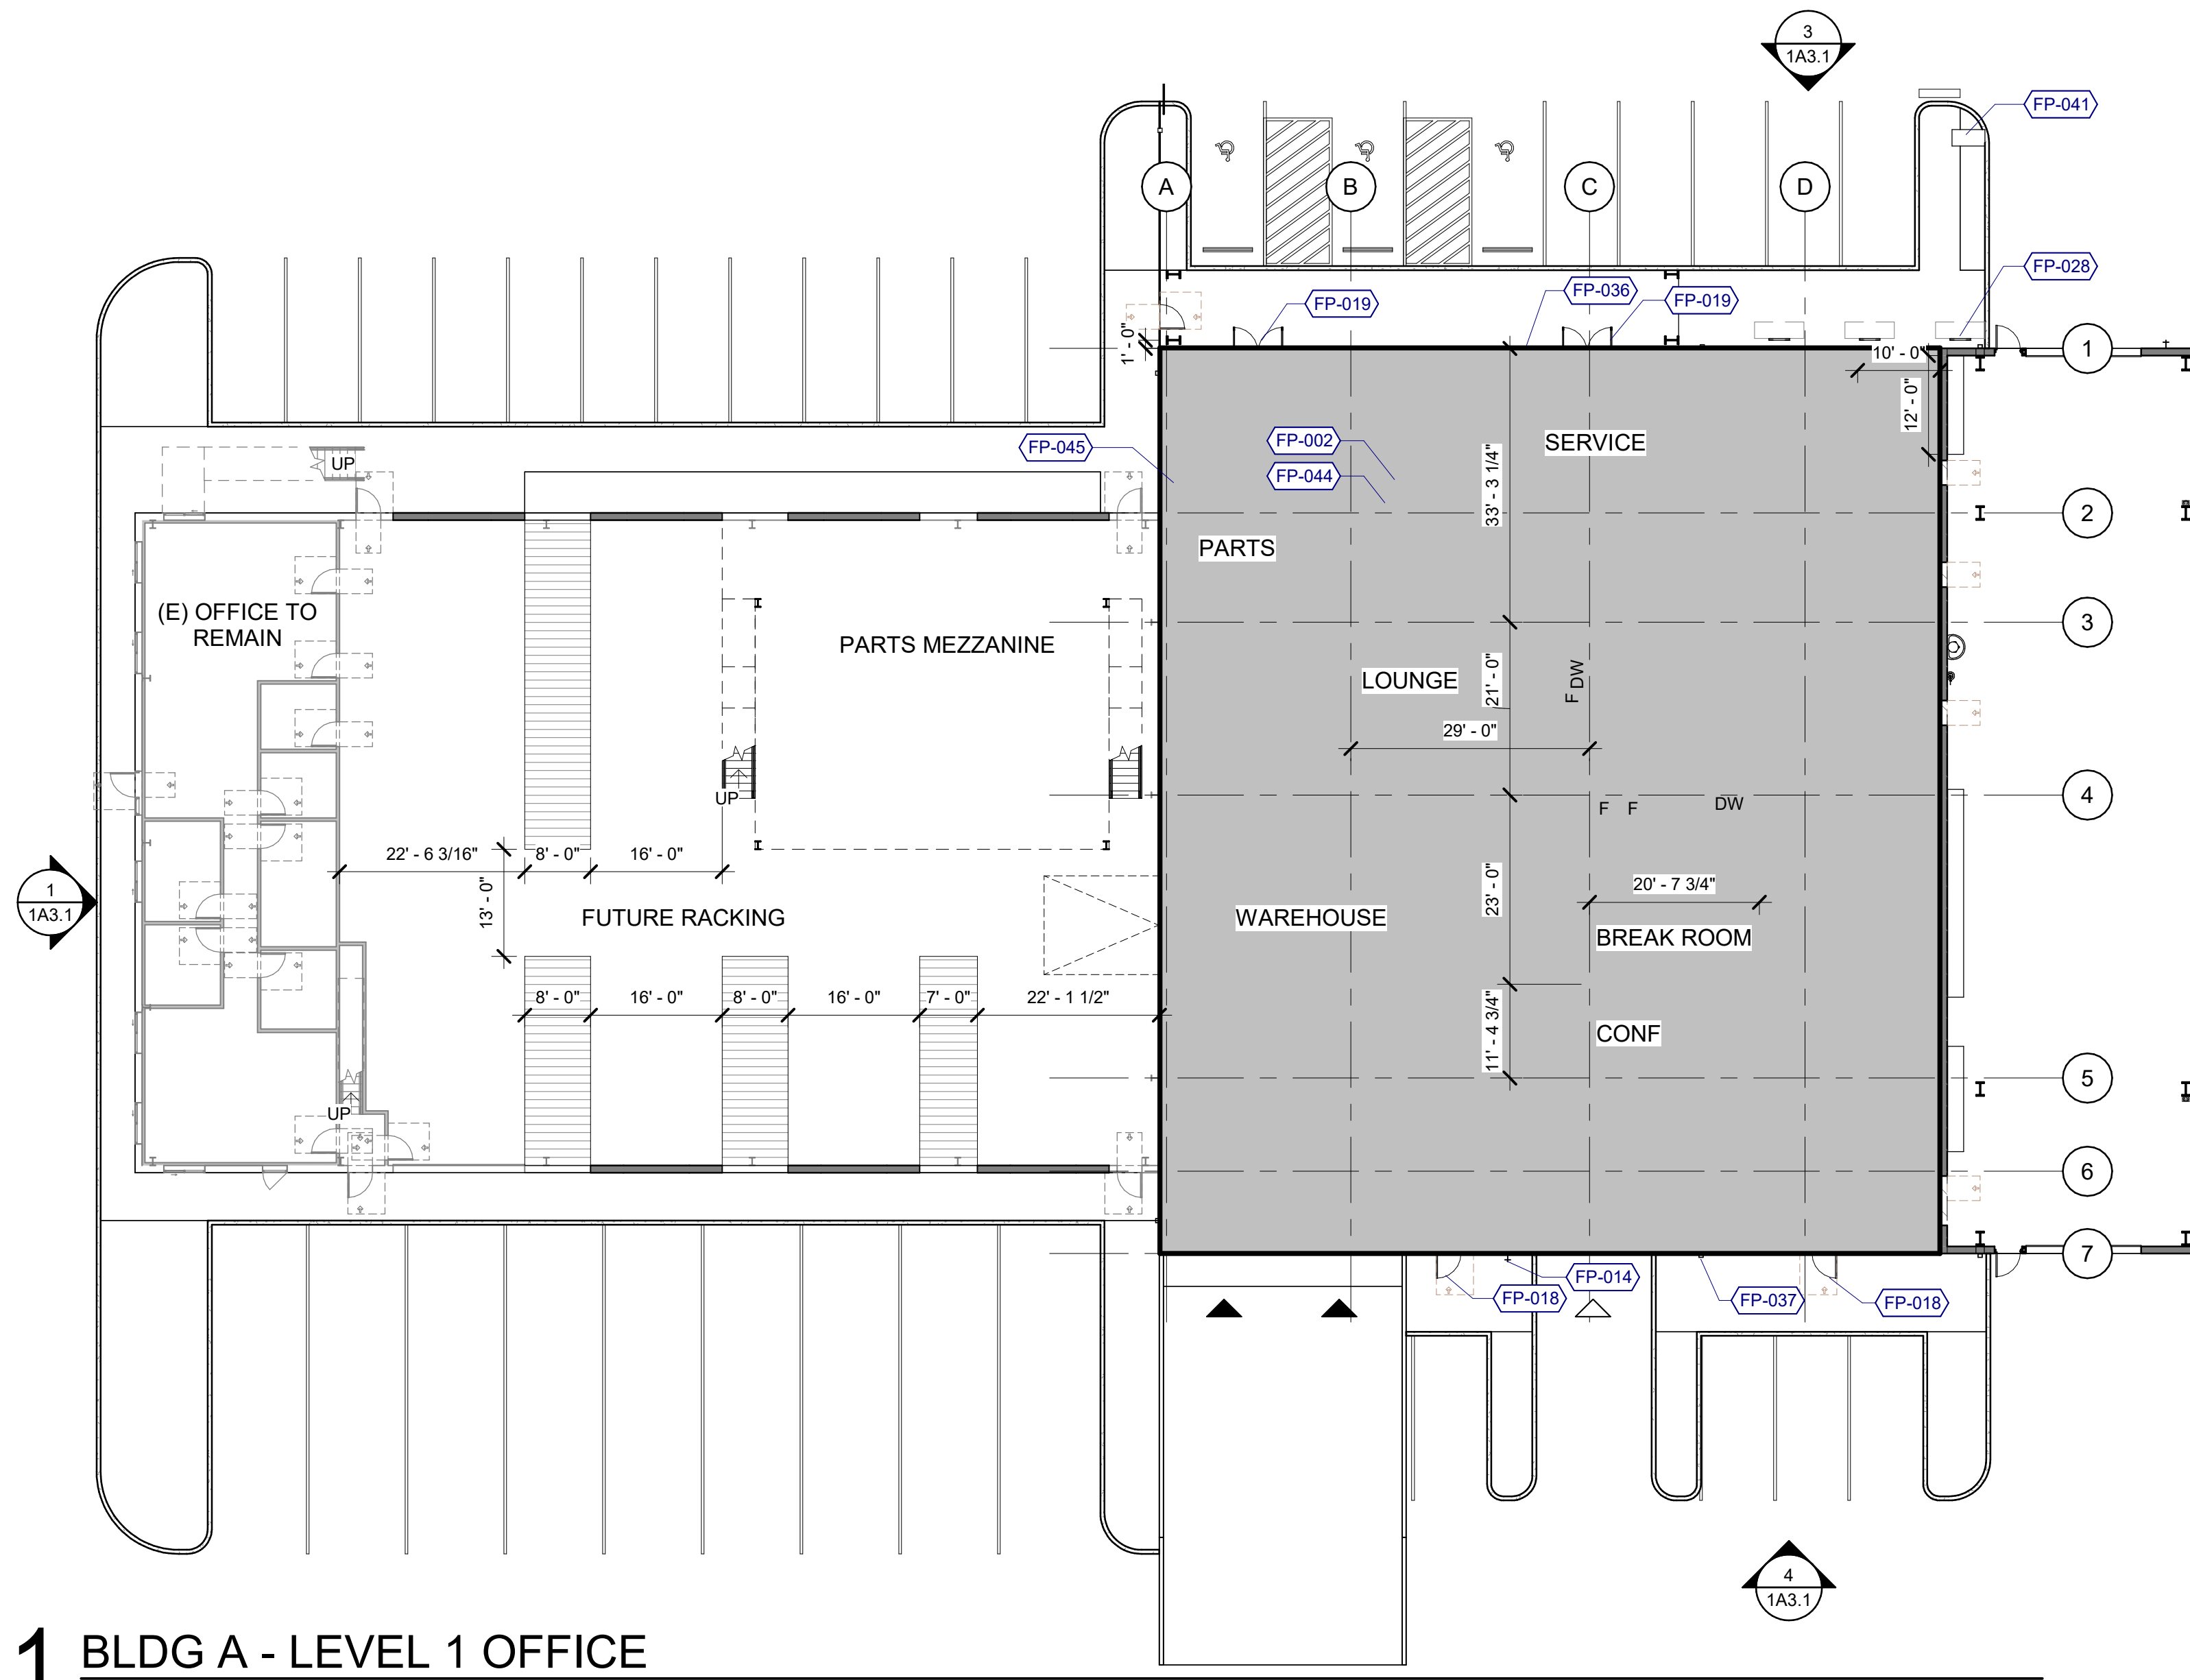 3
1A3.1
FP-041
A
B
C
D
FP-028
FP-019
FP-036
FP-019
1' - 0"
10' - 0"
1
12' - 0"
FP-045
FP-002
FP-044
SERVICE
33' - 3 1/4"
UP
2
PARTS
(E) OFFICE TO
REMAIN
PARTS MEZZANINE
3
LOUNGE
21' - 0"
F DW
29' - 0"
UP
F F
DW
4
22' - 6 3/16"
8' - 0"
16' - 0"
13' - 0"
1
1A3.1
FUTURE RACKING
WAREHOUSE
23' - 0"
20' - 7 3/4"
BREAK ROOM
8' - 0"
16' - 0"
8' - 0"
16' - 0"
7' - 0"
22' - 1 1/2"
11' - 4 3/4"
CONF
5
UP
6
7
FP-018
FP-014
FP-037
FP-018
4
1A3.1
1 BLDG A - LEVEL 1 OFFICE